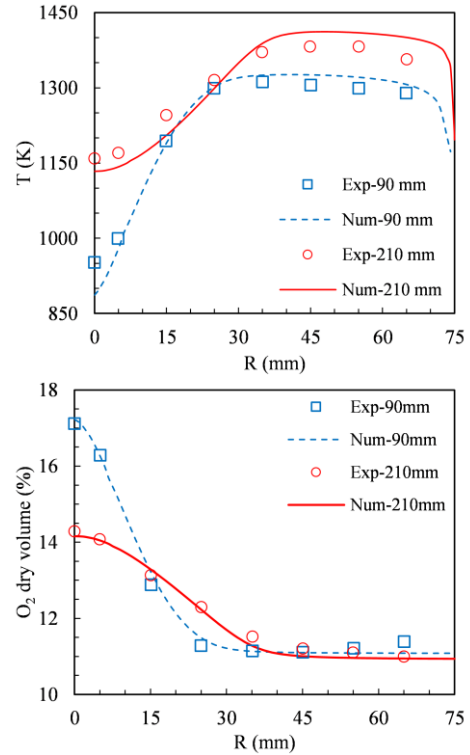 1450
1300
1150
1000
850
T (K)
Exp-90 mm
Num-90 mm
Exp-210 mm
Num-210 mm
0 15 30 45 60 75
R (mm)
18
16
14
12
10
O₂ dry volume (%)
Exp-90mm
Num-90mm
Exp-210mm
Num-210mm
0 15 30 45 60 75
R (mm)